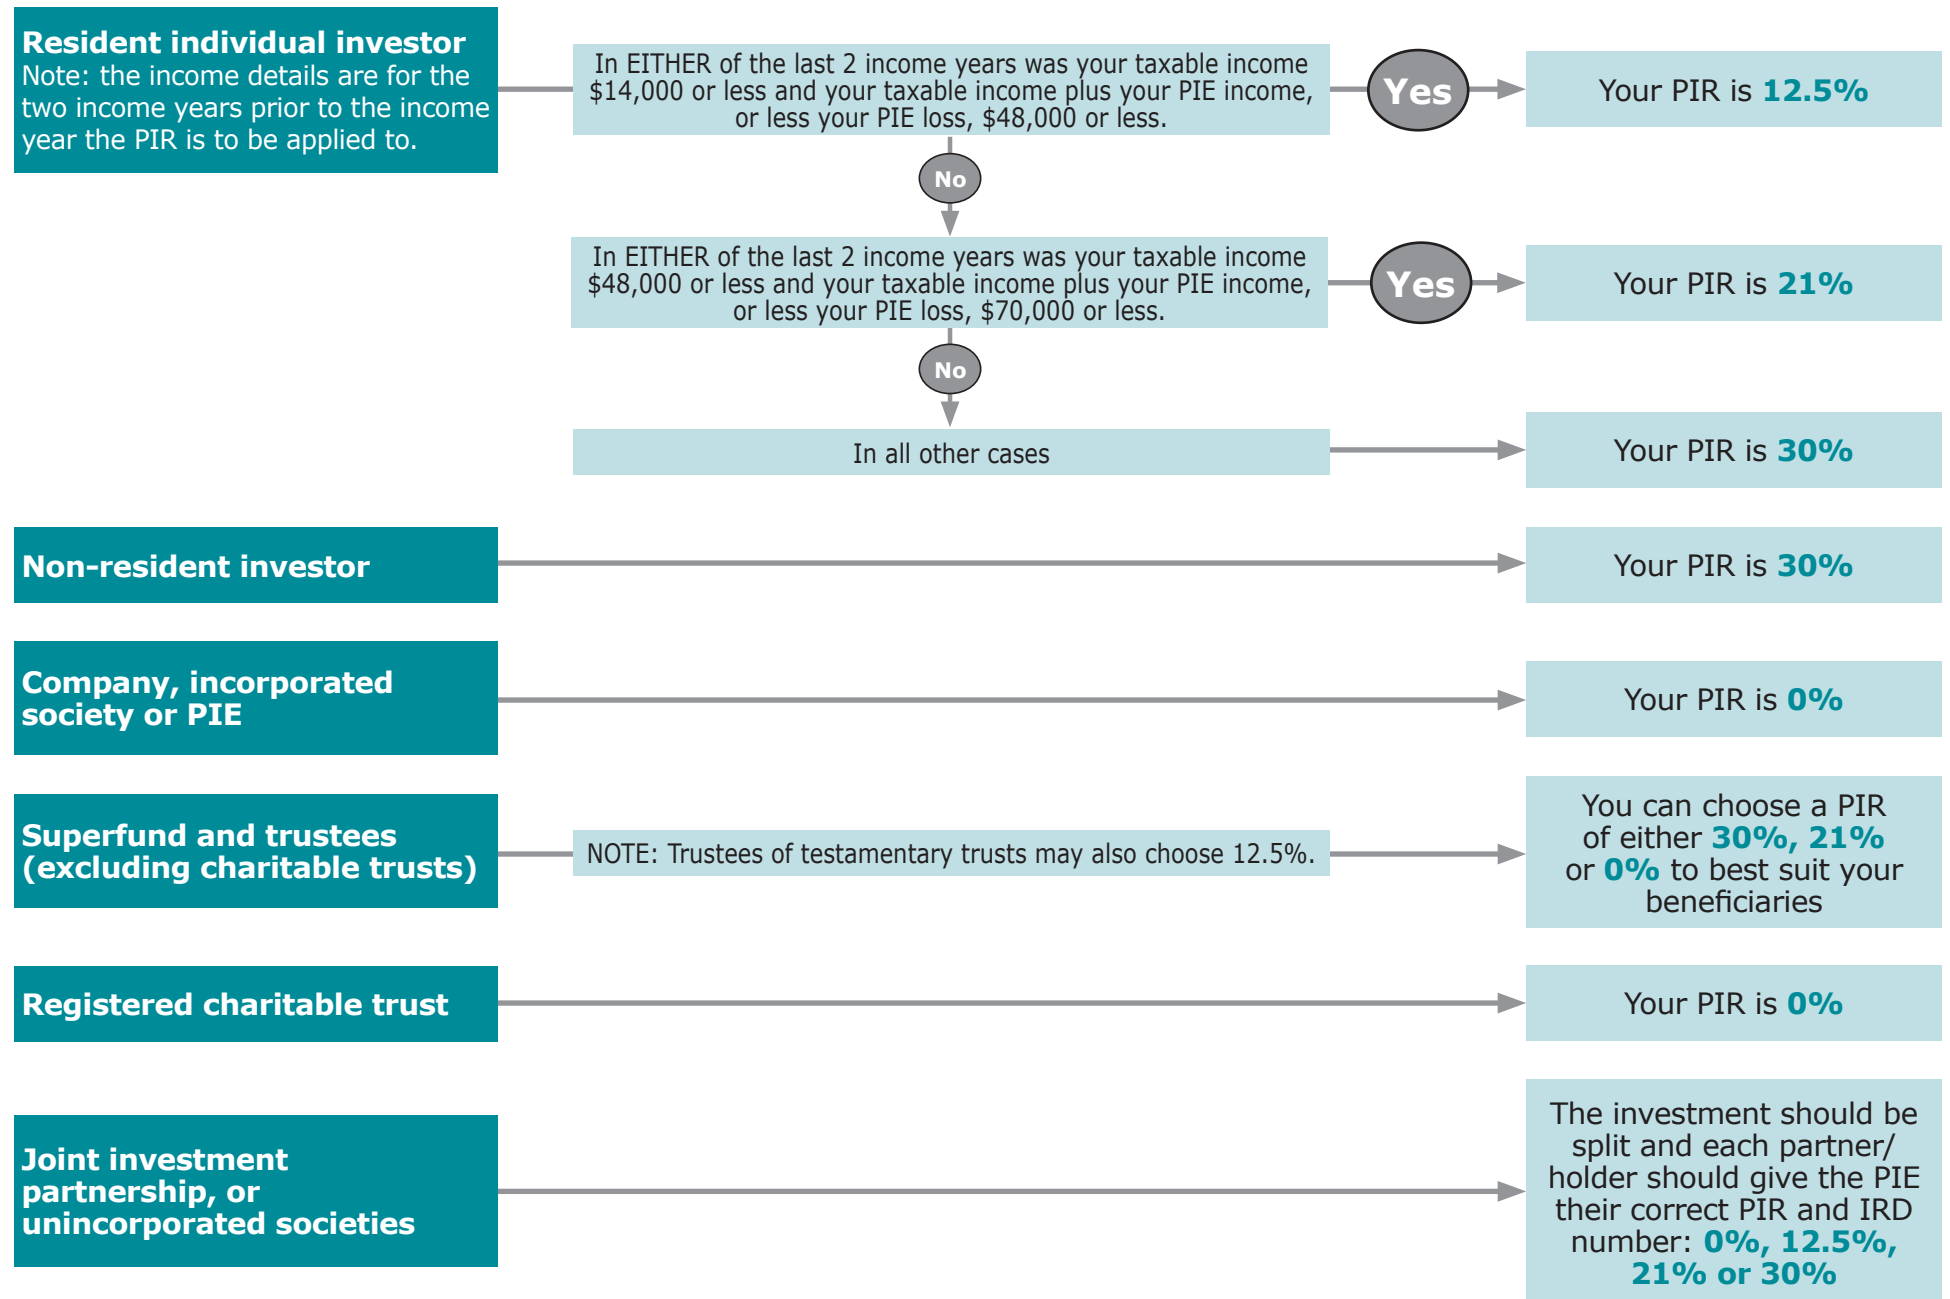 Resident individual investor
Note: the income details are for the
two income years prior to the income
year the PIR is to be applied to.
In EITHER of the last 2 income years was your taxable income
$14,000 or less and your taxable income plus your PIE income,
or less your PIE loss, $48,000 or less.
Yes
Your PIR is 12.5%
No
In EITHER of the last 2 income years was your taxable income
$48,000 or less and your taxable income plus your PIE income,
or less your PIE loss, $70,000 or less.
Yes
Your PIR is 21%
No
In all other cases
Your PIR is 30%
Non-resident investor
Your PIR is 30%
Company, incorporated
society or PIE
Your PIR is 0%
Superfund and trustees
(excluding charitable trusts)
NOTE: Trustees of testamentary trusts may also choose 12.5%.
You can choose a PIR
of either 30%, 21%
or 0% to best suit your
beneficiaries
Registered charitable trust
Your PIR is 0%
Joint investment
partnership, or
unincorporated societies
The investment should be
split and each partner/
holder should give the PIE
their correct PIR and IRD
number: 0%, 12.5%,
21% or 30%